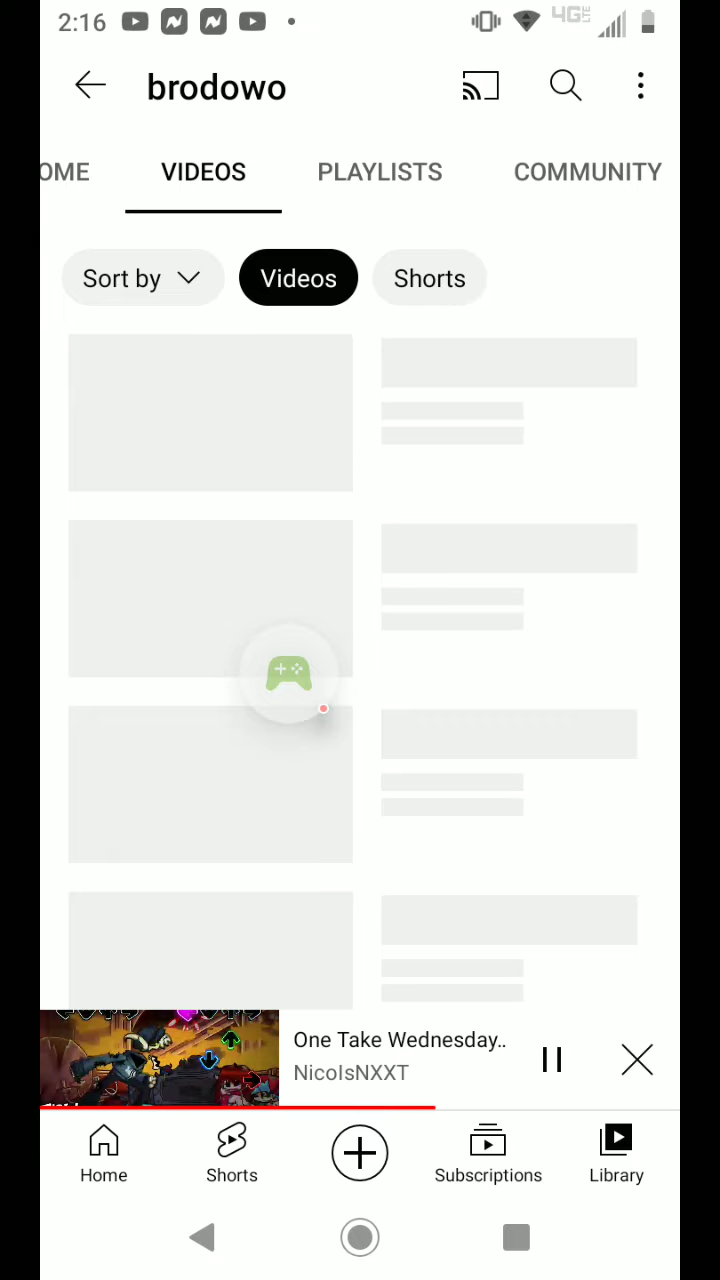 2:16
4GE
brodowo
OME
VIDEOS
PLAYLISTS
COMMUNITY
Sort by
Videos
Shorts
One Take Wednesday..
NicoIsNXXT
Home
Shorts
Subscriptions
Library